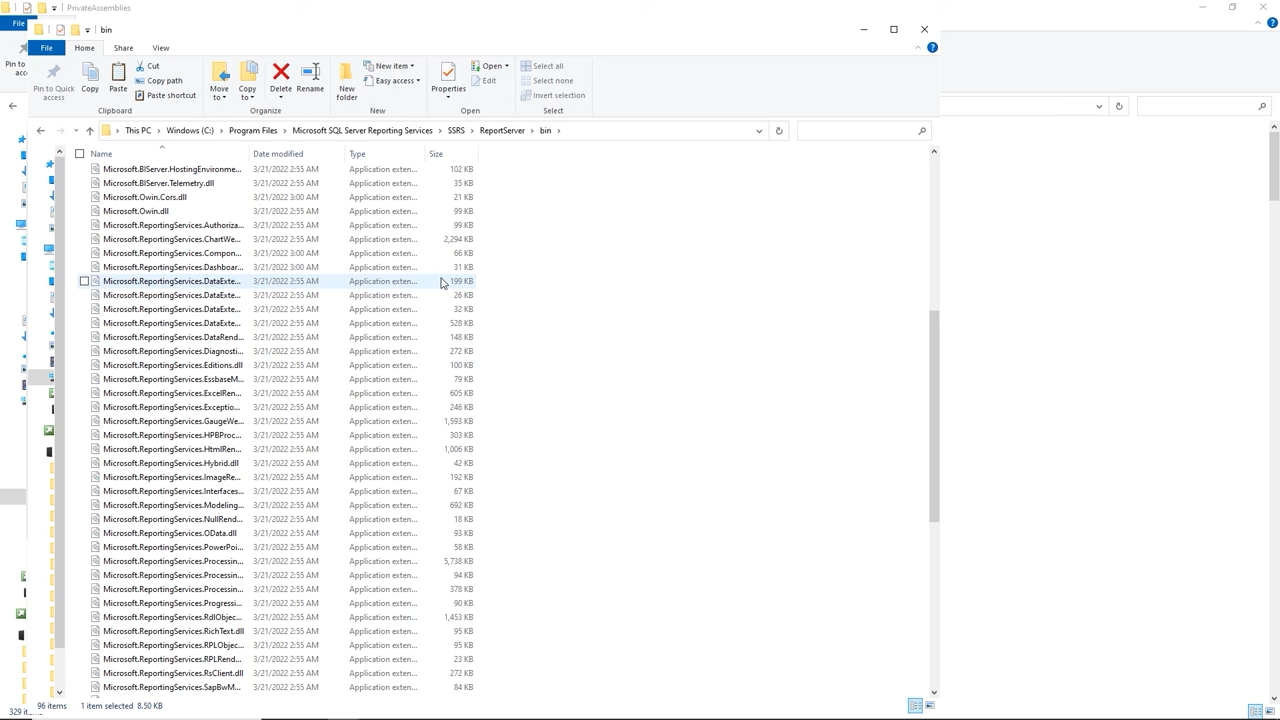 PrivateAssemblies
File
bin
File Home Share View
Pin to Quick access
Copy
Paste
Cut
Copy path
Paste shortcut
Clipboard
Move to
Copy to
Delete
Rename
Organize
New folder
New item
Easy access
New
Properties
Open
Edit
Open
Select all
Select none
Invert selection
Select
This PC > Windows (C:) > Program Files > Microsoft SQL Server Reporting Services > SSRS > ReportServer > bin >
Name Date modified Type Size
Microsoft.BIServer.HostingEnvironme... 3/21/2022 2:55 AM Application exten... 102 KB
Microsoft.BIServer.Telemetry.dll 3/21/2022 2:55 AM Application exten... 35 KB
Microsoft.Owin.Cors.dll 3/21/2022 3:00 AM Application exten... 21 KB
Microsoft.Owin.dll 3/21/2022 2:55 AM Application exten... 99 KB
Microsoft.ReportingServices.Authoriza... 3/21/2022 2:55 AM Application exten... 99 KB
Microsoft.ReportingServices.ChartWe... 3/21/2022 2:55 AM Application exten... 2,294 KB
Microsoft.ReportingServices.Compon... 3/21/2022 3:00 AM Application exten... 66 KB
Microsoft.ReportingServices.Dashboar... 3/21/2022 3:00 AM Application exten... 31 KB
Microsoft.ReportingServices.DataExte... 3/21/2022 2:55 AM Application exten... 199 KB
Microsoft.ReportingServices.DataExte... 3/21/2022 2:55 AM Application exten... 26 KB
Microsoft.ReportingServices.DataExte... 3/21/2022 2:55 AM Application exten... 32 KB
Microsoft.ReportingServices.DataExte... 3/21/2022 2:55 AM Application exten... 528 KB
Microsoft.ReportingServices.DataRend... 3/21/2022 2:55 AM Application exten... 148 KB
Microsoft.ReportingServices.Diagnosti... 3/21/2022 2:55 AM Application exten... 272 KB
Microsoft.ReportingServices.Editions.dll 3/21/2022 2:55 AM Application exten... 100 KB
Microsoft.ReportingServices.EssbaseM... 3/21/2022 2:55 AM Application exten... 79 KB
Microsoft.ReportingServices.ExcelRen... 3/21/2022 2:55 AM Application exten... 605 KB
Microsoft.ReportingServices.Exceptio... 3/21/2022 2:55 AM Application exten... 246 KB
Microsoft.ReportingServices.GaugeWe... 3/21/2022 2:55 AM Application exten... 1,593 KB
Microsoft.ReportingServices.HPBProc... 3/21/2022 2:55 AM Application exten... 303 KB
Microsoft.ReportingServices.HtmlRen... 3/21/2022 2:55 AM Application exten... 1,006 KB
Microsoft.ReportingServices.Hybrid.dll 3/21/2022 2:55 AM Application exten... 42 KB
Microsoft.ReportingServices.ImageRe... 3/21/2022 2:55 AM Application exten... 192 KB
Microsoft.ReportingServices.Interfaces... 3/21/2022 2:55 AM Application exten... 67 KB
Microsoft.ReportingServices.Modeling... 3/21/2022 2:55 AM Application exten... 692 KB
Microsoft.ReportingServices.NullRend... 3/21/2022 2:55 AM Application exten... 18 KB
Microsoft.ReportingServices.OData.dll 3/21/2022 2:55 AM Application exten... 93 KB
Microsoft.ReportingServices.PowerPoi... 3/21/2022 2:55 AM Application exten... 58 KB
Microsoft.ReportingServices.Processin... 3/21/2022 2:55 AM Application exten... 5,738 KB
Microsoft.ReportingServices.Processin... 3/21/2022 2:55 AM Application exten... 94 KB
Microsoft.ReportingServices.Processin... 3/21/2022 2:55 AM Application exten... 378 KB
Microsoft.ReportingServices.Progressi... 3/21/2022 2:55 AM Application exten... 90 KB
Microsoft.ReportingServices.RdlObjec... 3/21/2022 2:55 AM Application exten... 1,453 KB
Microsoft.ReportingServices.RichText.dll 3/21/2022 2:55 AM Application exten... 95 KB
Microsoft.ReportingServices.RPLObjec... 3/21/2022 2:55 AM Application exten... 95 KB
Microsoft.ReportingServices.RPLRend... 3/21/2022 2:55 AM Application exten... 23 KB
Microsoft.ReportingServices.RsClient.dll 3/21/2022 2:55 AM Application exten... 272 KB
Microsoft.ReportingServices.SapBwM... 3/21/2022 2:55 AM Application exten... 84 KB
96 items 1 item selected 8.50 KB